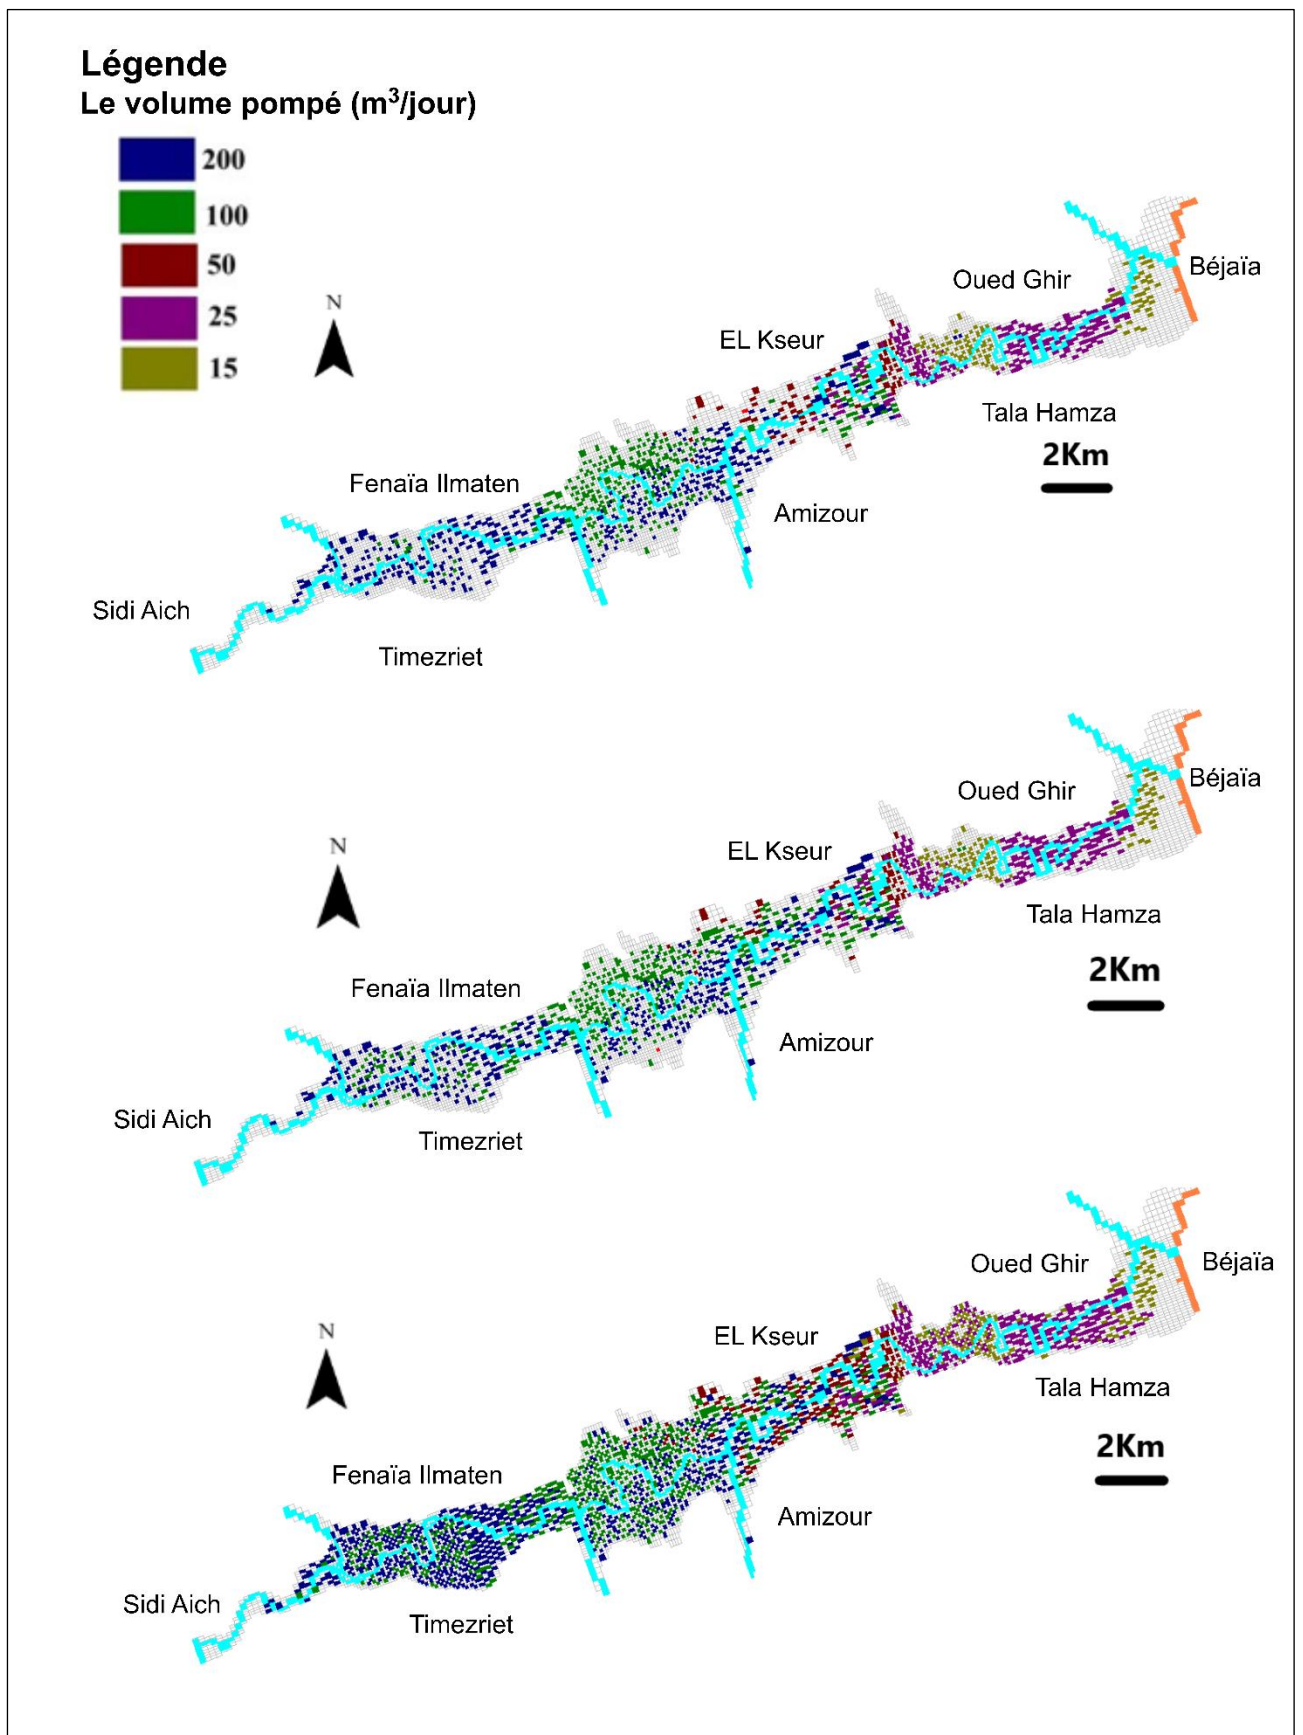 Légende
Le volume pompé (m³/jour)
200
100
50
25
15
N
Béjaïa
Oued Ghir
EL Kseur
Tala Hamza
2Km
Fenaïa Ilmaten
Amizour
Sidi Aich
Timezriet
Béjaïa
Oued Ghir
N
EL Kseur
Tala Hamza
2Km
Fenaïa Ilmaten
Amizour
Sidi Aich
Timezriet
Oued Ghir
Béjaïa
N
EL Kseur
Tala Hamza
2Km
Fenaïa Ilmaten
Amizour
Sidi Aich
Timezriet